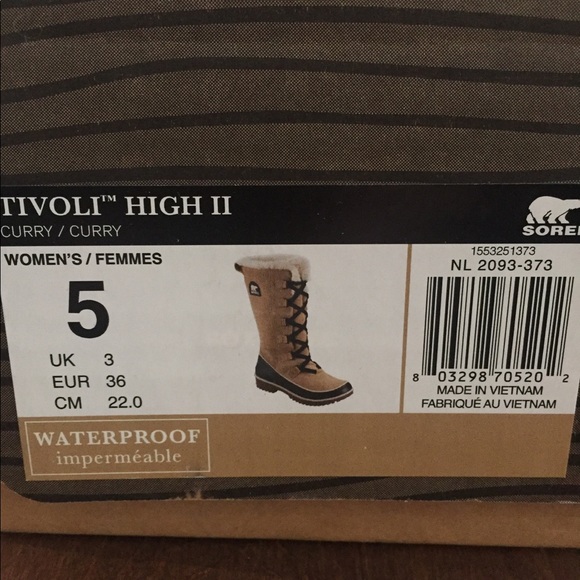 TIVOLI™ HIGH II
CURRY / CURRY
SOREL
WOMEN'S / FEMMES
5
UK 3
EUR 36
CM 22.0
1553251373
NL 2093-373
8 03298 70520 2
MADE IN VIETNAM
FABRIQUÉ AU VIETNAM
WATERPROOF
imperméable